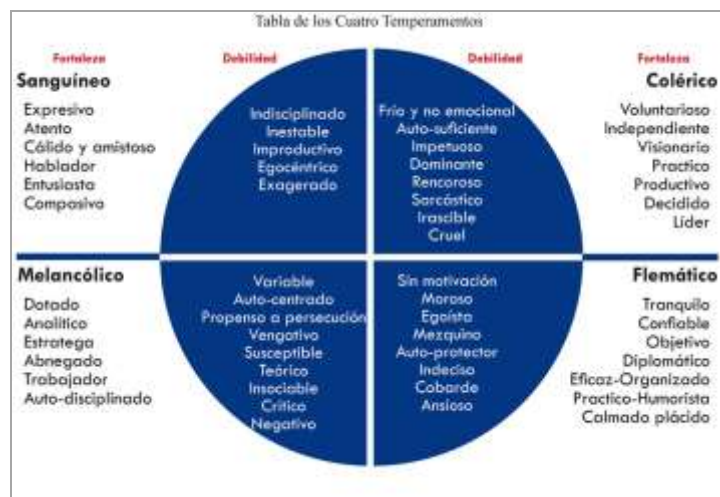 Tabla de los Cuatro Temperamentos
Fortaleza
Debilidad
Debilidad
Fortaleza
Sanguíneo
Expresivo
Atento
Cálido y amistoso
Hablador
Entusiasta
Compasivo
Indisciplinado
Inestable
Improductivo
Egocéntrico
Exagerado
Frio y no emocional
Auto-suficiente
Impetuoso
Dominante
Rencoroso
Sarcástico
Irascible
Cruel
Colérico
Voluntarioso
Independiente
Visionario
Practico
Productivo
Decidido
Líder
Melancólico
Dotado
Analítico
Estratega
Abnegado
Trabajador
Auto-disciplinado
Variable
Auto-centrado
Propenso a persecución
Vengativo
Susceptible
Teórico
Insociable
Crítico
Negativo
Sin motivación
Moroso
Egoísta
Mezquino
Auto-protector
Indeciso
Cobarde
Ansioso
Flemático
Tranquilo
Confiable
Objetivo
Diplomático
Eficaz-Organizado
Practico-Humorista
Calmado plácido